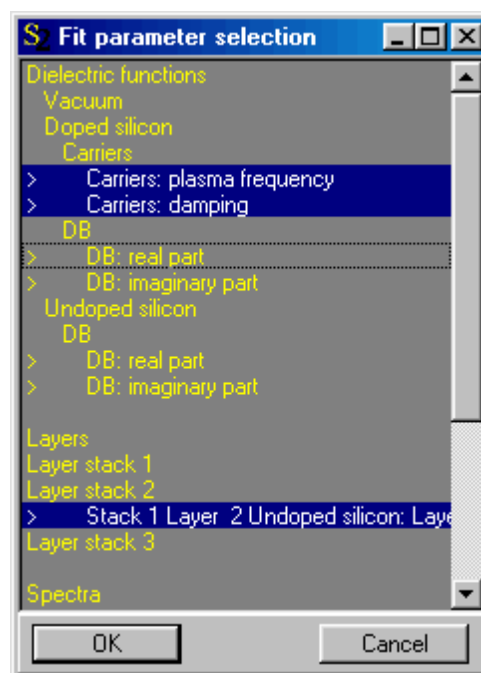 S2 Fit parameter selection
Dielectric functions
Vacuum
Doped silicon
Carriers
> Carriers: plasma frequency
> Carriers: damping
DB
> DB: real part
> DB: imaginary part
Undoped silicon
DB
> DB: real part
> DB: imaginary part
Layers
Layer stack 1
Layer stack 2
> Stack 1 Layer 2 Undoped silicon: Laye
Layer stack 3
Spectra
OK Cancel